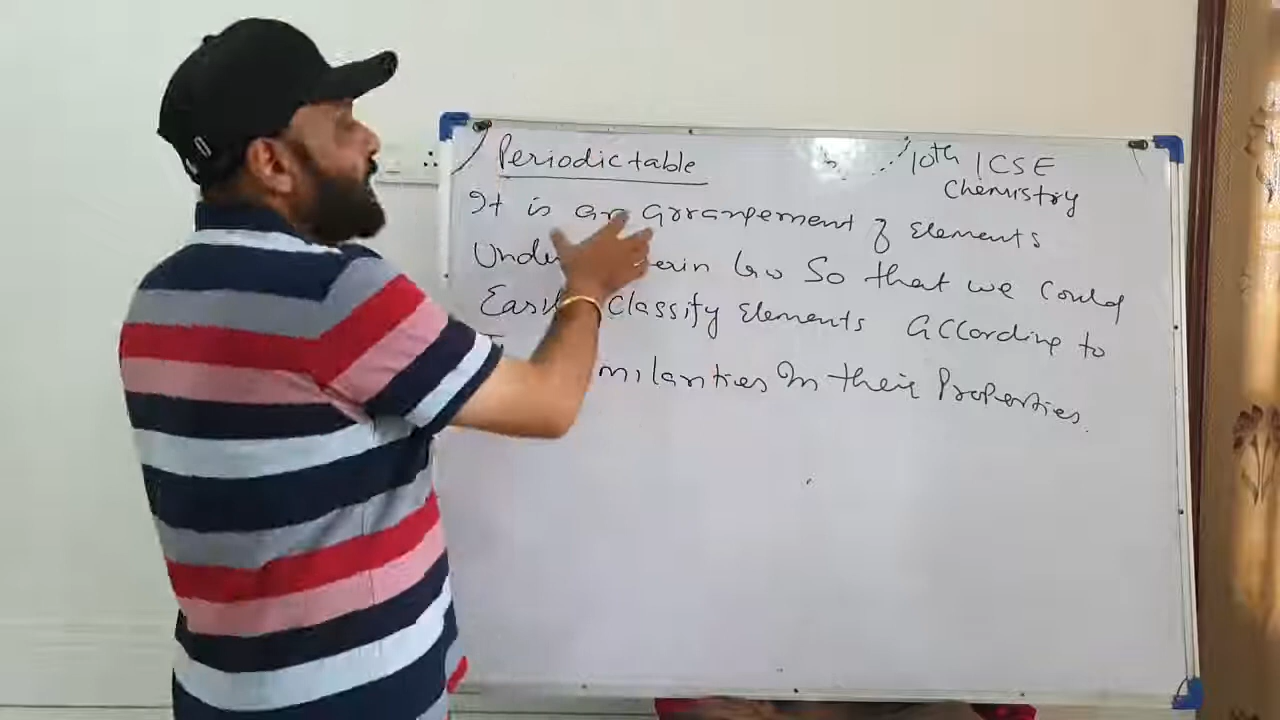 Periodic table
10th ICSE
Chemistry
It is an arrangement of Elements
Under law So that we Could
Easily Classify Elements According to
in their Properties.